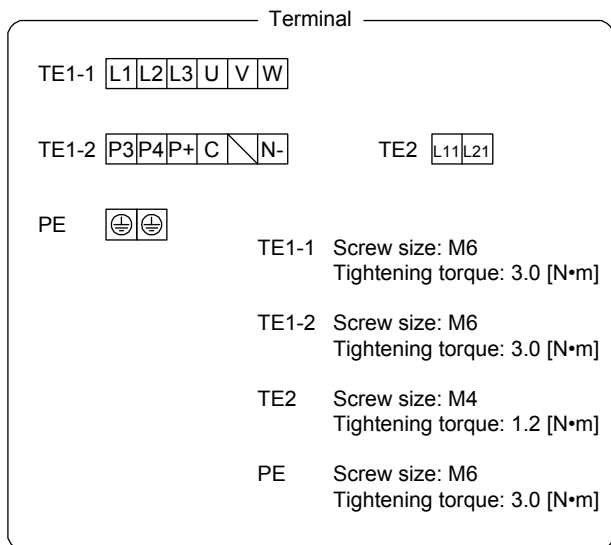 Terminal
TE1-1 L1 L2 L3 U V W
TE1-2 P3 P4 P+ C N- TE2 L11 L21
PE
TE1-1 Screw size: M6
Tightening torque: 3.0 [N•m]
TE1-2 Screw size: M6
Tightening torque: 3.0 [N•m]
TE2 Screw size: M4
Tightening torque: 1.2 [N•m]
PE Screw size: M6
Tightening torque: 3.0 [N•m]